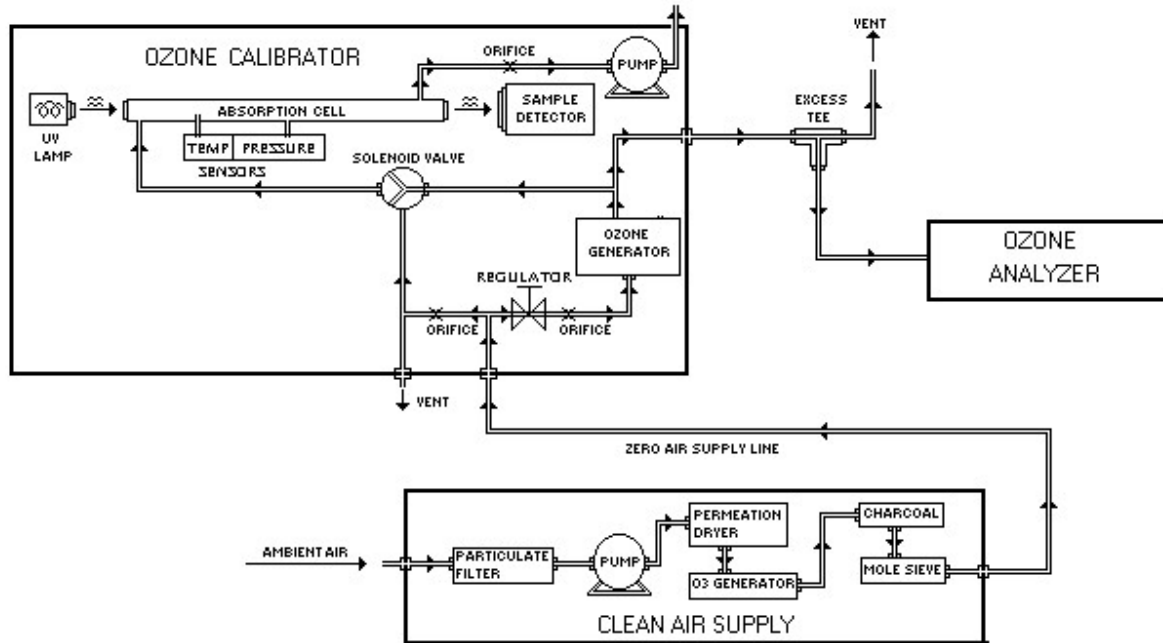 VENT
OZONE CALIBRATOR
ORIFICE
PUMP
EXCESS
TEE
ABSORPTION CELL
SAMPLE
DETECTOR
UV
LAMP
TEMP
PRESSURE
SENSORS
SOLENOID VALVE
OZONE
GENERATOR
OZONE
ANALYZER
REGULATOR
ORIFICE
ORIFICE
VENT
ZERO AIR SUPPLY LINE
AMBIENT AIR
PARTICULATE
FILTER
PUMP
PERMEATION
DRYER
O3 GENERATOR
CHARCOAL
MOLE SIEVE
CLEAN AIR SUPPLY